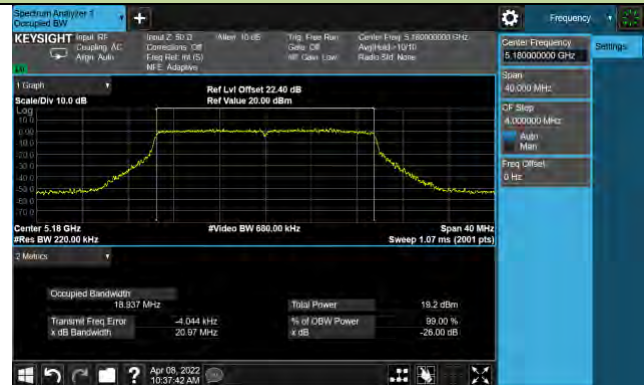 Spectrum Analyzer 1
Occupied BW
Frequency
KEYSIGHT
Input: RF
Coupling: AC
Align: Auto
Input Z: 50 Ω
Corrections: Off
Freq Ref: Int (S)
NFE: Adaptive
Atten: 10 dB
Trig: Free Run
Gate: Off
#IF Gain: Low
Center Freq: 5.180000000 GHz
Avg|Hold:>10/10
Radio Std: None
Center Frequency
5.180000000 GHz
Settings
Span
40.000 MHz
CF Step
4.000000 MHz
Auto
Man
Freq Offset
0 Hz
1 Graph
Scale/Div 10.0 dB
Ref Lvl Offset 22.40 dB
Ref Value 20.00 dBm
Log
10.0
0.00
-10.0
-20.0
-30.0
-40.0
-50.0
-60.0
-70.0
Center 5.18 GHz
#Res BW 220.00 kHz
#Video BW 680.00 kHz
Span 40 MHz
Sweep 1.07 ms (2001 pts)
2 Metrics
Occupied Bandwidth
18.937 MHz
Total Power
19.2 dBm
Transmit Freq Error
-4.044 kHz
% of OBW Power
99.00 %
x dB Bandwidth
20.97 MHz
x dB
-26.00 dB
Apr 08, 2022
10:37:42 AM